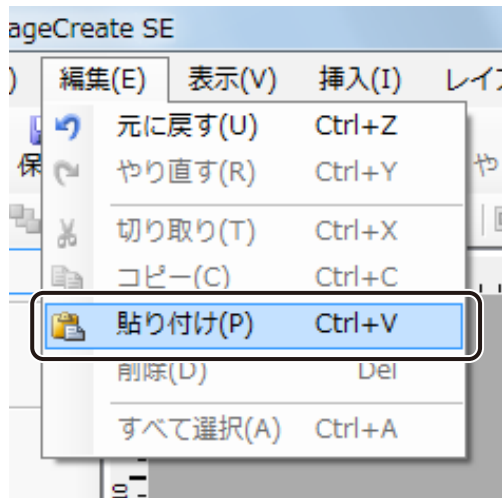 ageCreate SE
) 編集(E) 表示(V) 挿入(I) レイ
元に戻す(U) Ctrl+Z
保 やり直す(R) Ctrl+Y や
切り取り(T) Ctrl+X
コピー(C) Ctrl+C
貼り付け(P) Ctrl+V
削除(D) Del
すべて選択(A) Ctrl+A